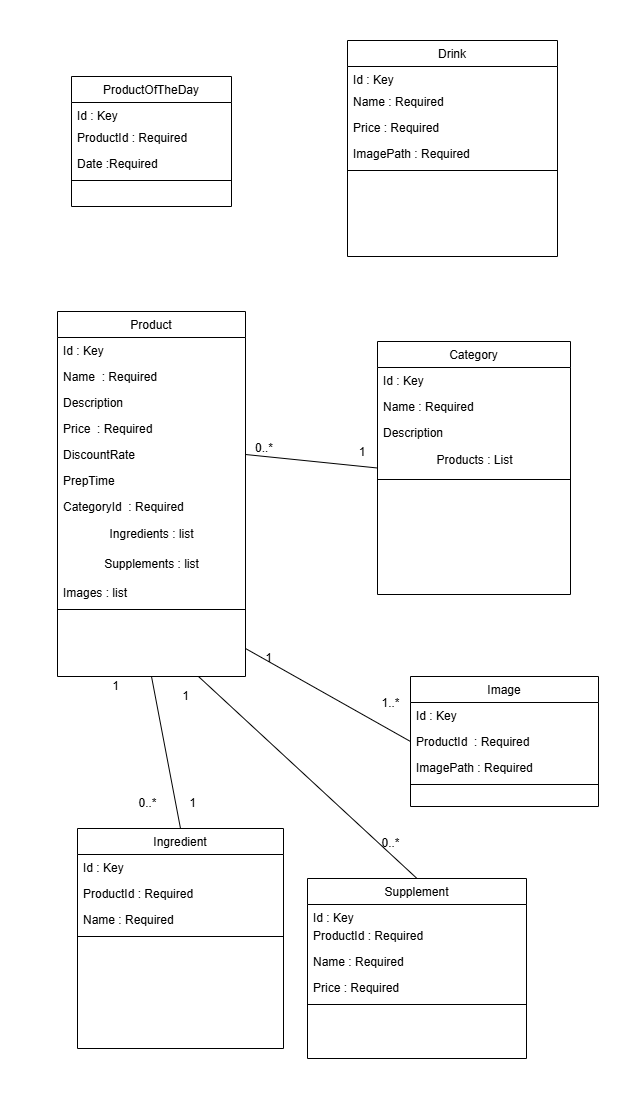 Drink
Id : Key
Name : Required
Price : Required
ImagePath : Required
ProductOfTheDay
Id : Key
ProductId : Required
Date :Required
Product
Id : Key
Name  : Required
Description
Price  : Required
DiscountRate
PrepTime
CategoryId  : Required
Ingredients : list
Supplements : list
Images : list
0..*
1
Category
Id : Key
Name : Required
Description
Products : List
1
1..*
Image
Id : Key
ProductId  : Required
ImagePath : Required
1
1
0..*
1
0..*
Ingredient
Id : Key
ProductId : Required
Name : Required
Supplement
Id : Key
ProductId : Required
Name : Required
Price : Required